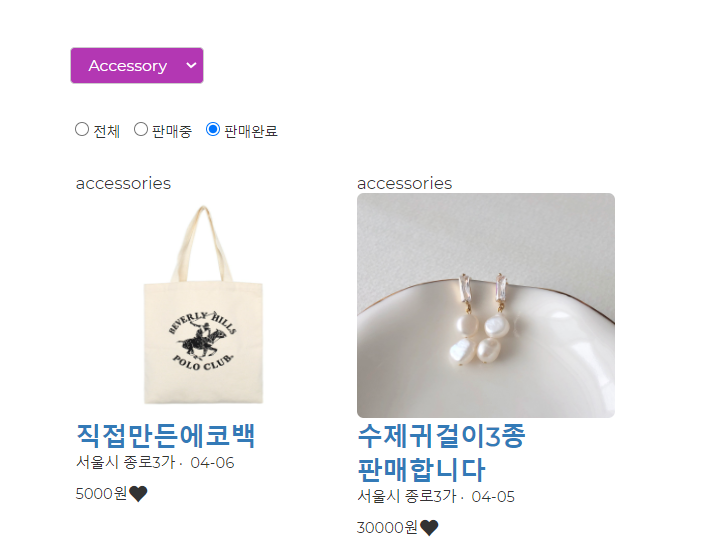 Accessory
전체 판매중 판매완료
accessories
BEVERLY HILLS
POLO CLUB.
직접만든에코백
서울시 종로3가 · 04-06
5000원
accessories
수제귀걸이3종
판매합니다
서울시 종로3가 · 04-05
30000원